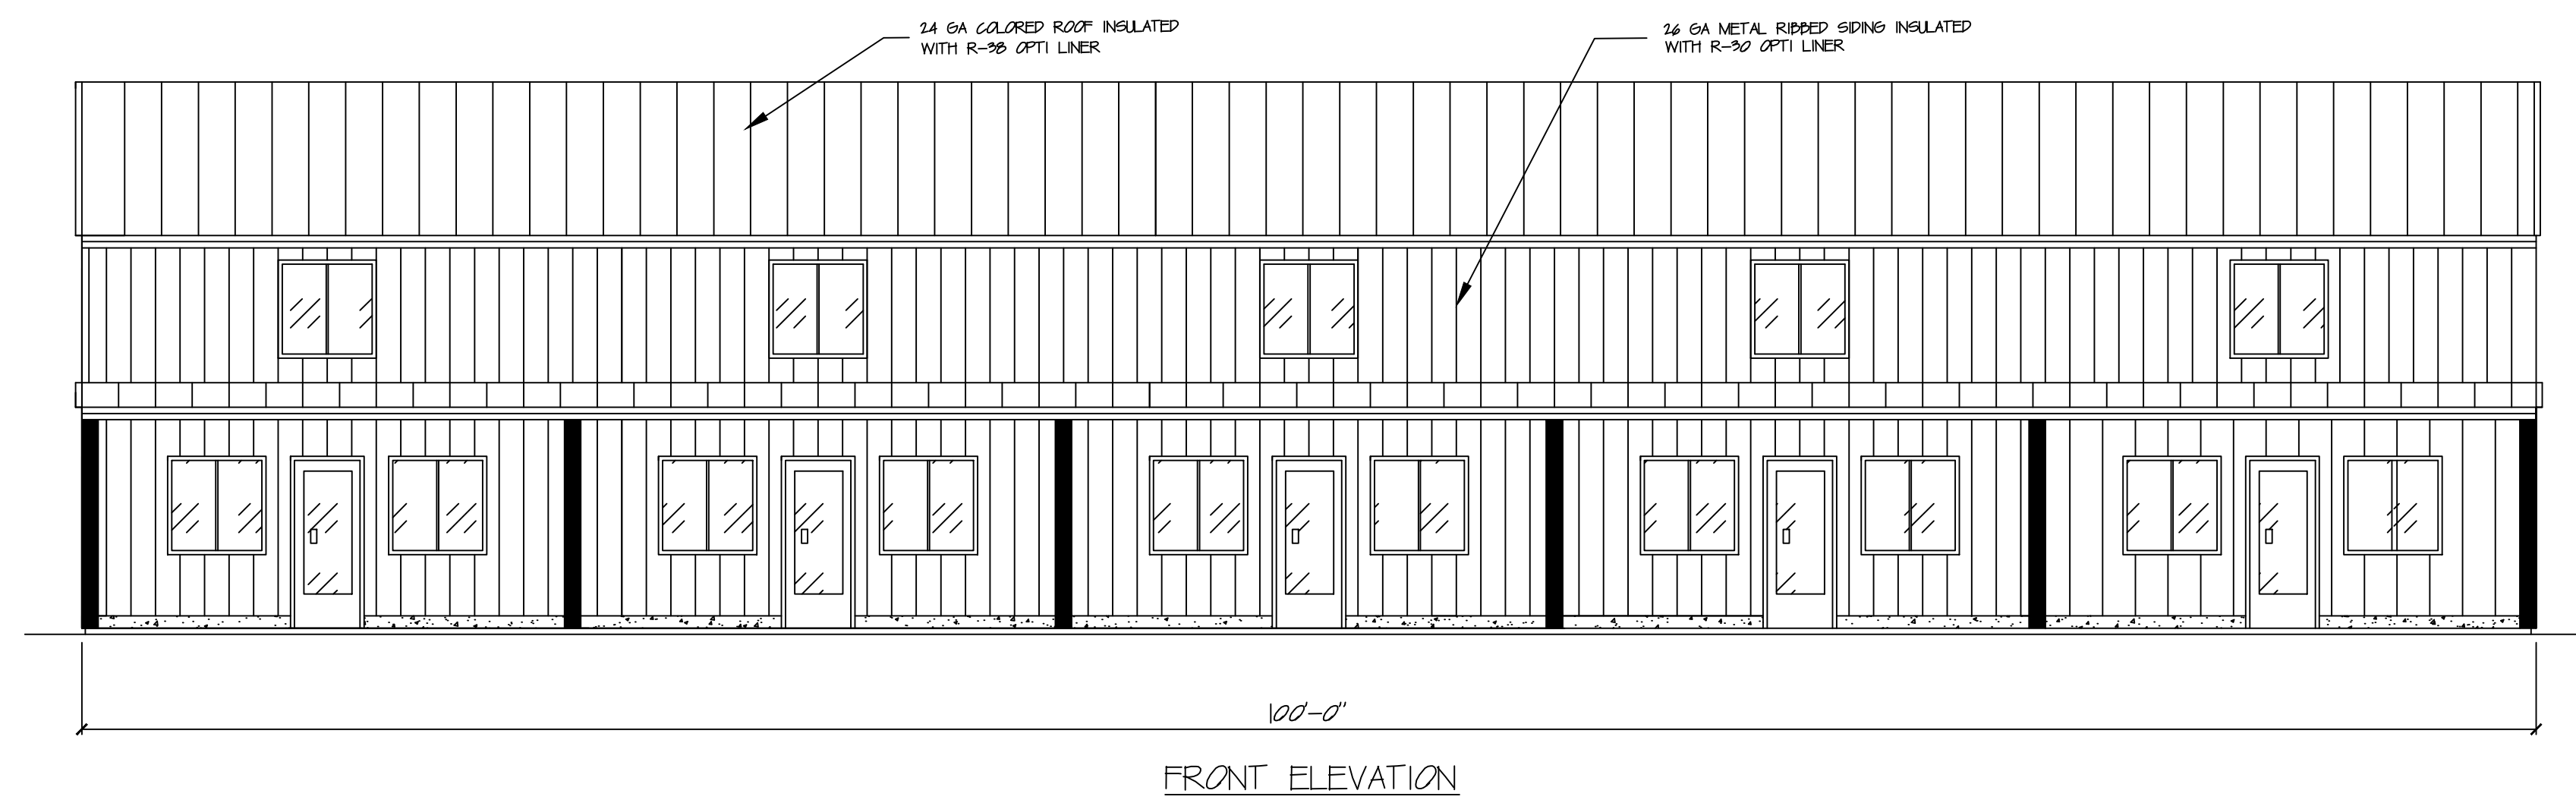 24 GA COLORED ROOF INSULATED
WITH R-38 OPTI LINER
26 GA METAL RIBBED SIDING INSULATED
WITH R-30 OPTI LINER
100'-0"
FRONT ELEVATION